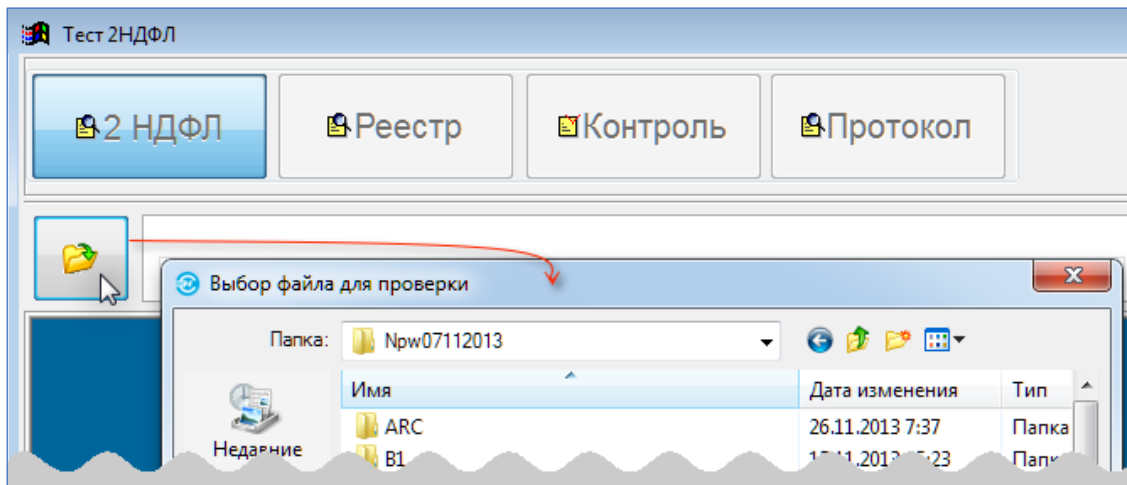 Тест 2НДФЛ
2 НДФЛ Реестр Контроль Протокол
Выбор файла для проверки
Папка: Npw07112013
Имя Дата изменения Тип
ARC 26.11.2013 7:37 Папка
Недавние
B1